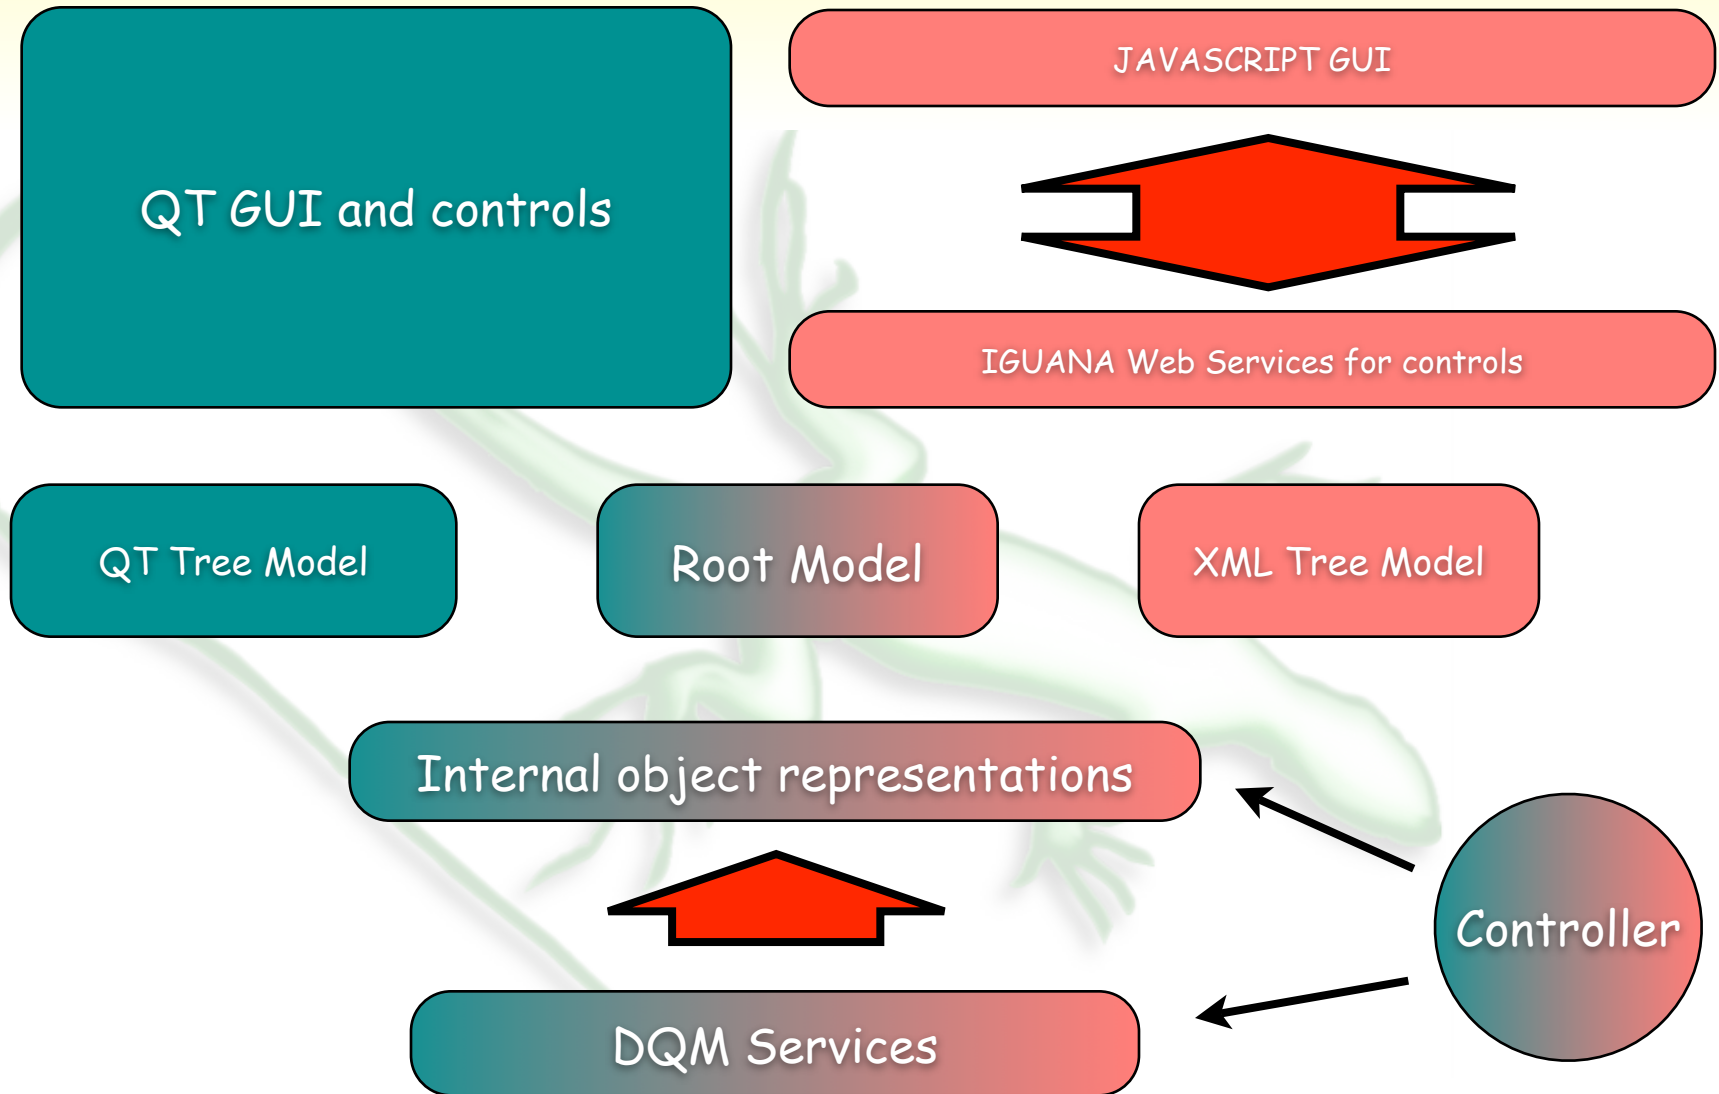 QT GUI and controls
JAVASCRIPT GUI
IGUANA Web Services for controls
QT Tree Model
Root Model
XML Tree Model
Internal object representations
Controller
DQM Services